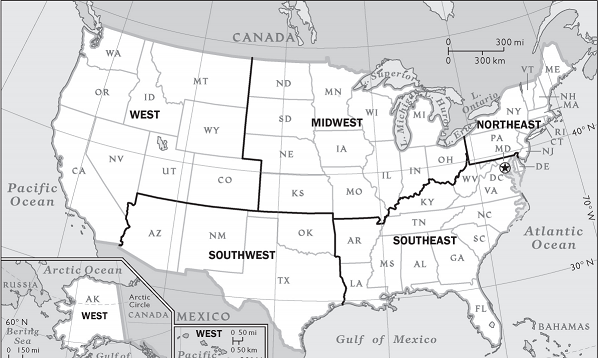 CANADA
0 300 mi
0 300 km
WA
MT
ND
MN
L. Superior
VT
ME
OR
ID
SD
WI
L. Michigan
MI
L. Huron
L. Ontario
L. Erie
NY
NH
MA
WEST
WY
MIDWEST
NORTHEAST
RI
CT
40°N
NE
IA
PA
MD
NJ
DE
NV
UT
CO
IL
IN
OH
WV
DC
VA
CA
KS
MO
KY
70°W
Pacific
Ocean
AZ
NM
OK
AR
TN
NC
Atlantic
Ocean
SOUTHWEST
SOUTHEAST
SC
TX
LA
MS
AL
GA
30°N
Arctic Ocean
RUSSIA
AK
WEST
Arctic
Circle
CANADA
MEXICO
FL
60°N
Bering
Sea
0 150 mi
Gulf of
WEST
0 50 mi
0 50 km
Pacific
Gulf of Mexico
BAHAMAS